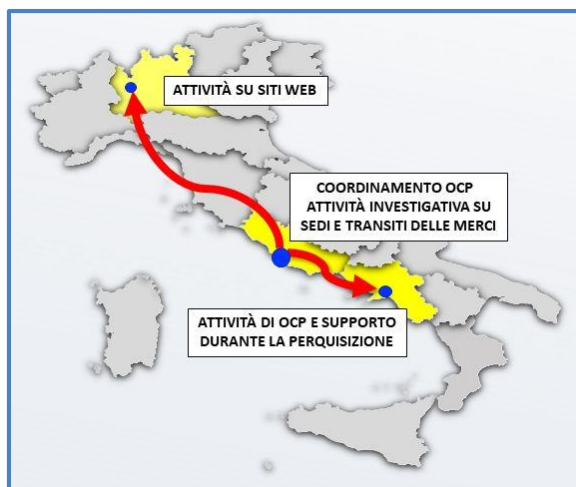 ATTIVITÀ SU SITI WEB
COORDINAMENTO OCP
ATTIVITÀ INVESTIGATIVA SU
SEDI E TRANSITI DELLE MERCI
ATTIVITÀ DI OCP E SUPPORTO
DURANTE LA PERQUISIZIONE